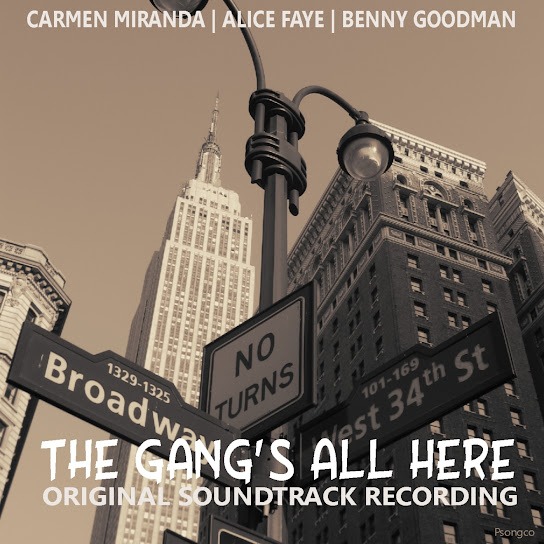 CARMEN MIRANDA | ALICE FAYE | BENNY GOODMAN
NO
TURNS
1329-1325
Broadway
101-169
West 34th St
THE GANG'S ALL HERE
ORIGINAL SOUNDTRACK RECORDING
Psongco